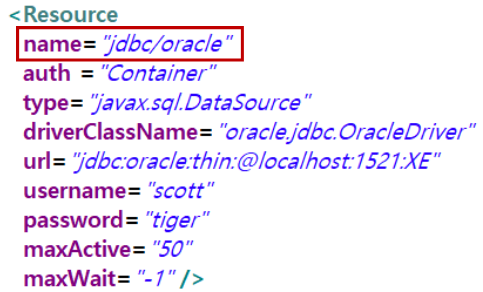 <Resource
name="jdbc/oracle"
auth ="Container"
type="javax.sql.DataSource"
driverClassName="oracle.jdbc.OracleDriver"
url="jdbc:oracle:thin:@localhost:1521:XE"
username="scott"
password="tiger"
maxActive="50"
maxWait="-1" />